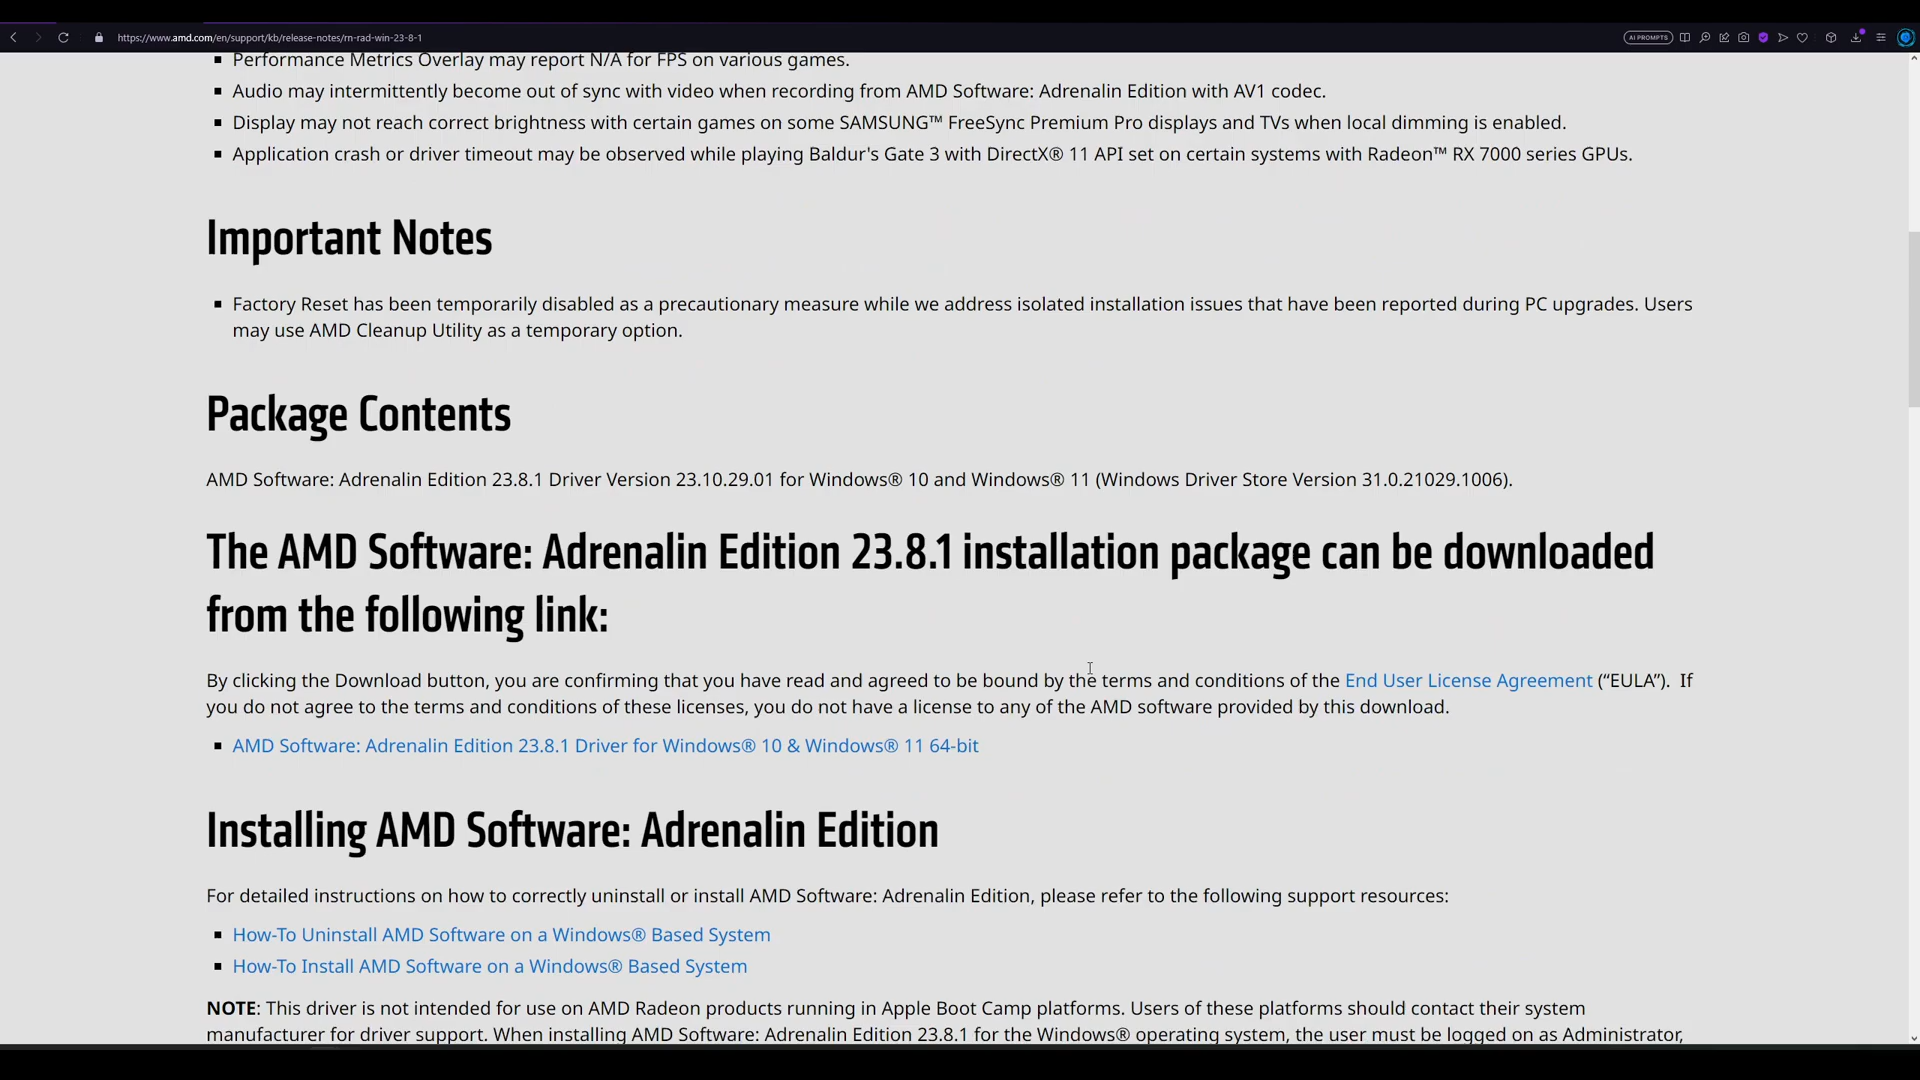 https://www.amd.com/en/support/kb/release-notes/rn-rad-win-23-8-1
AI PROMPTS
Performance Metrics Overlay may report N/A for FPS on various games.
Audio may intermittently become out of sync with video when recording from AMD Software: Adrenalin Edition with AV1 codec.
Display may not reach correct brightness with certain games on some SAMSUNG™ FreeSync Premium Pro displays and TVs when local dimming is enabled.
Application crash or driver timeout may be observed while playing Baldur's Gate 3 with DirectX® 11 API set on certain systems with Radeon™ RX 7000 series GPUs.
Important Notes
Factory Reset has been temporarily disabled as a precautionary measure while we address isolated installation issues that have been reported during PC upgrades. Users
may use AMD Cleanup Utility as a temporary option.
Package Contents
AMD Software: Adrenalin Edition 23.8.1 Driver Version 23.10.29.01 for Windows® 10 and Windows® 11 (Windows Driver Store Version 31.0.21029.1006).
The AMD Software: Adrenalin Edition 23.8.1 installation package can be downloaded
from the following link:
By clicking the Download button, you are confirming that you have read and agreed to be bound by the terms and conditions of the End User License Agreement (“EULA”).  If
you do not agree to the terms and conditions of these licenses, you do not have a license to any of the AMD software provided by this download.
AMD Software: Adrenalin Edition 23.8.1 Driver for Windows® 10 & Windows® 11 64-bit
Installing AMD Software: Adrenalin Edition
For detailed instructions on how to correctly uninstall or install AMD Software: Adrenalin Edition, please refer to the following support resources:
How-To Uninstall AMD Software on a Windows® Based System
How-To Install AMD Software on a Windows® Based System
NOTE: This driver is not intended for use on AMD Radeon products running in Apple Boot Camp platforms. Users of these platforms should contact their system
manufacturer for driver support. When installing AMD Software: Adrenalin Edition 23.8.1 for the Windows® operating system, the user must be logged on as Administrator,